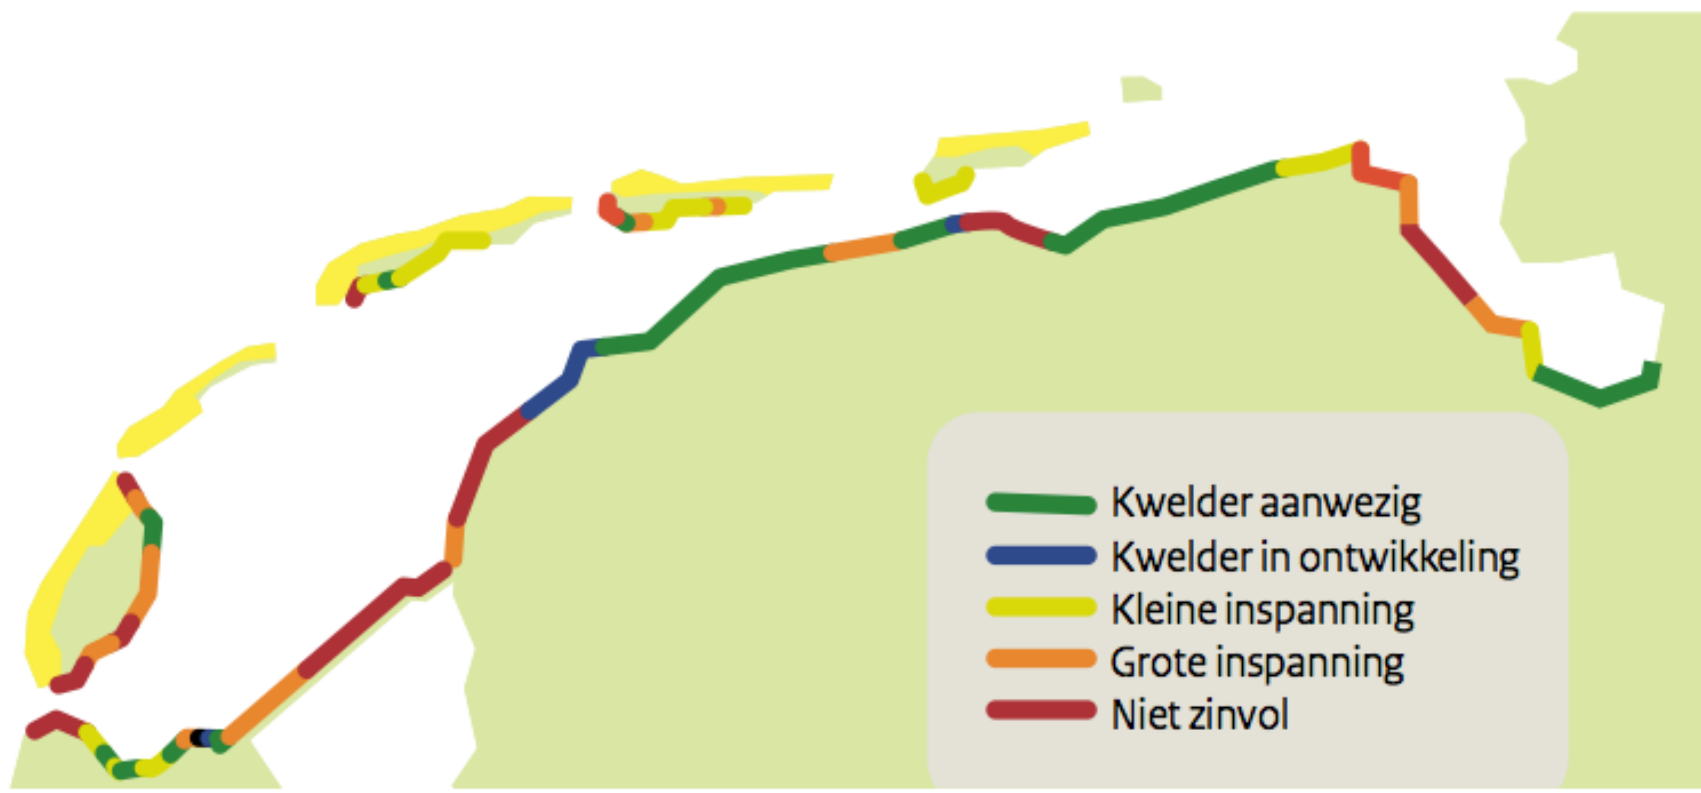 Kwelder aanwezig
Kwelder in ontwikkeling
Kleine inspanning
Grote inspanning
Niet zinvol